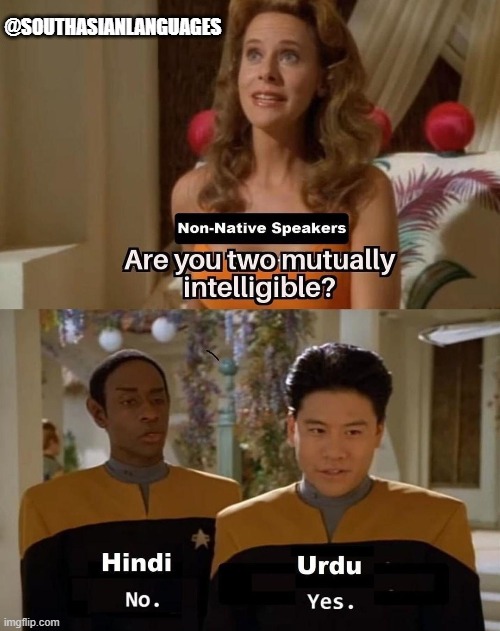 @SOUTHASIANLANGUAGES
Non-Native Speakers
Are you two mutually
intelligible?
Hindi
No.
Urdu
Yes.
imgflip.com